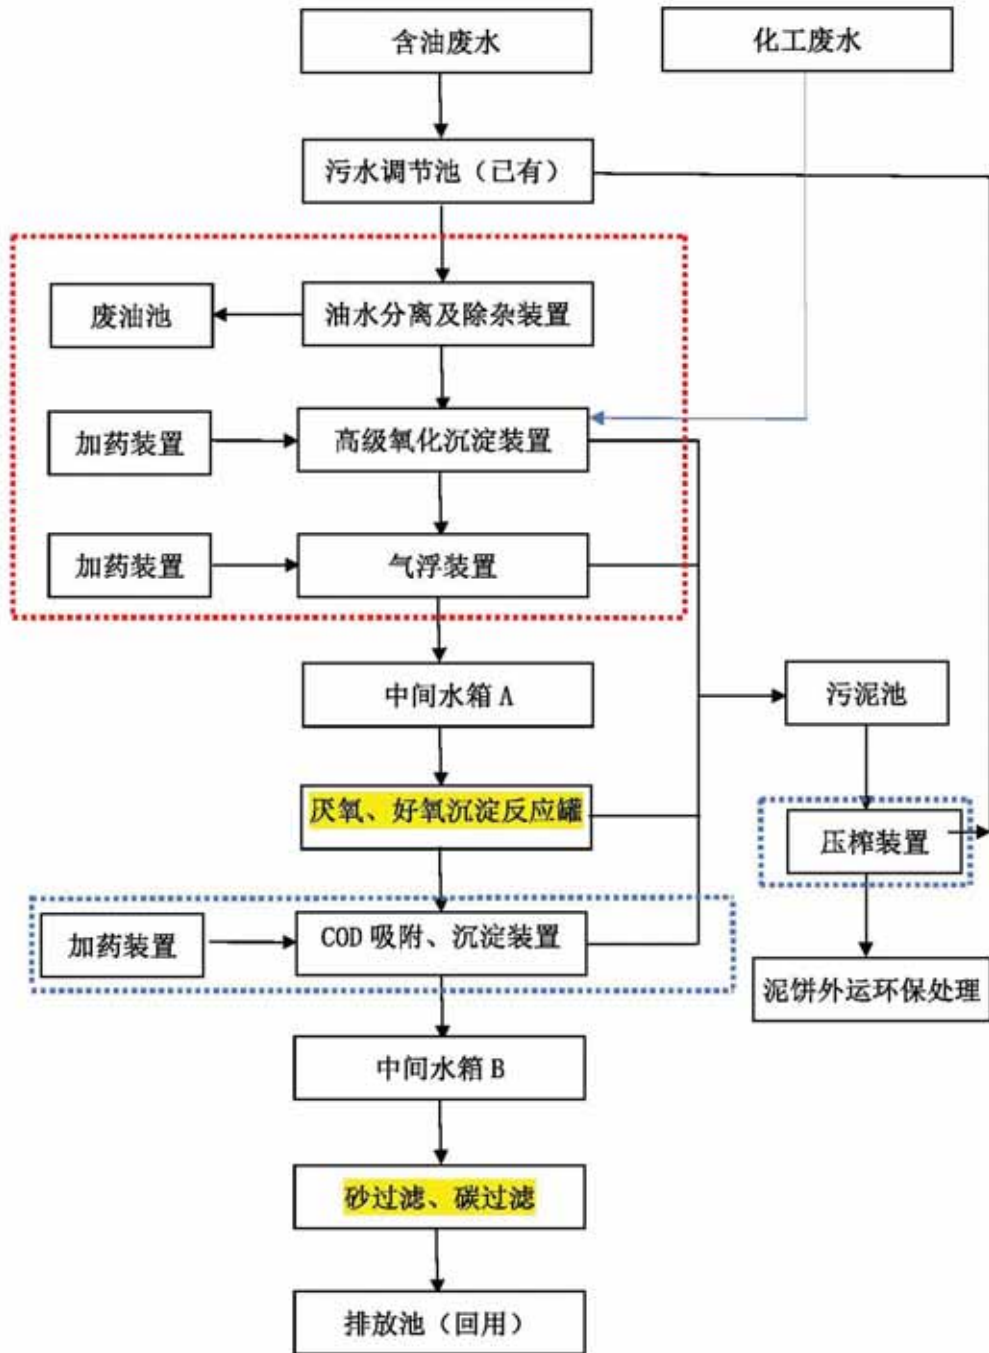 含油废水
化工废水
污水调节池（已有）
废油池
油水分离及除杂装置
加药装置
高级氧化沉淀装置
加药装置
气浮装置
中间水箱 A
污泥池
厌氧、好氧沉淀反应罐
压榨装置
加药装置
COD 吸附、沉淀装置
泥饼外运环保处理
中间水箱 B
砂过滤、碳过滤
排放池（回用）